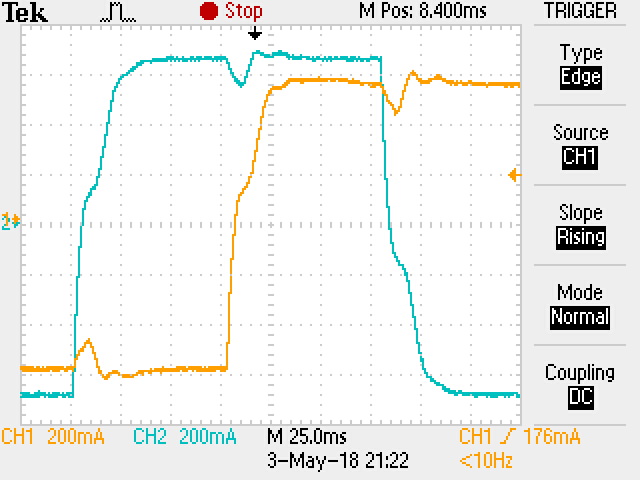 Tek Stop M Pos: 8.400ms TRIGGER
Type
Edge
Source
CH1
Slope
Rising
Mode
Normal
Coupling
DC
2
CH1 200mA CH2 200mA M 25.0ms CH1 176mA
3-May-18 21:22 <10Hz